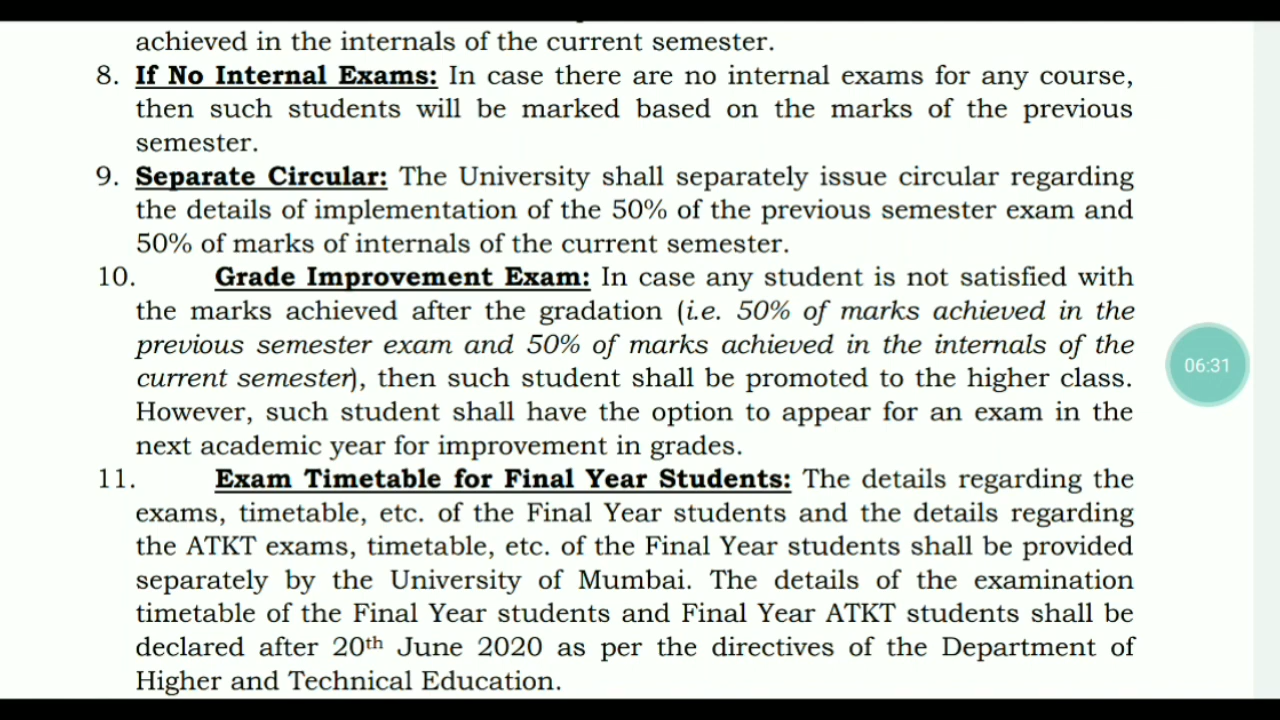 achieved in the internals of the current semester.
8. If No Internal Exams: In case there are no internal exams for any course,
then such students will be marked based on the marks of the previous
semester.
9. Separate Circular: The University shall separately issue circular regarding
the details of implementation of the 50% of the previous semester exam and
50% of marks of internals of the current semester.
10. Grade Improvement Exam: In case any student is not satisfied with
the marks achieved after the gradation (i.e. 50% of marks achieved in the
previous semester exam and 50% of marks achieved in the internals of the
current semester), then such student shall be promoted to the higher class.
However, such student shall have the option to appear for an exam in the
next academic year for improvement in grades.
11. Exam Timetable for Final Year Students: The details regarding the
exams, timetable, etc. of the Final Year students and the details regarding
the ATKT exams, timetable, etc. of the Final Year students shall be provided
separately by the University of Mumbai. The details of the examination
timetable of the Final Year students and Final Year ATKT students shall be
declared after 20th June 2020 as per the directives of the Department of
Higher and Technical Education.
06:31